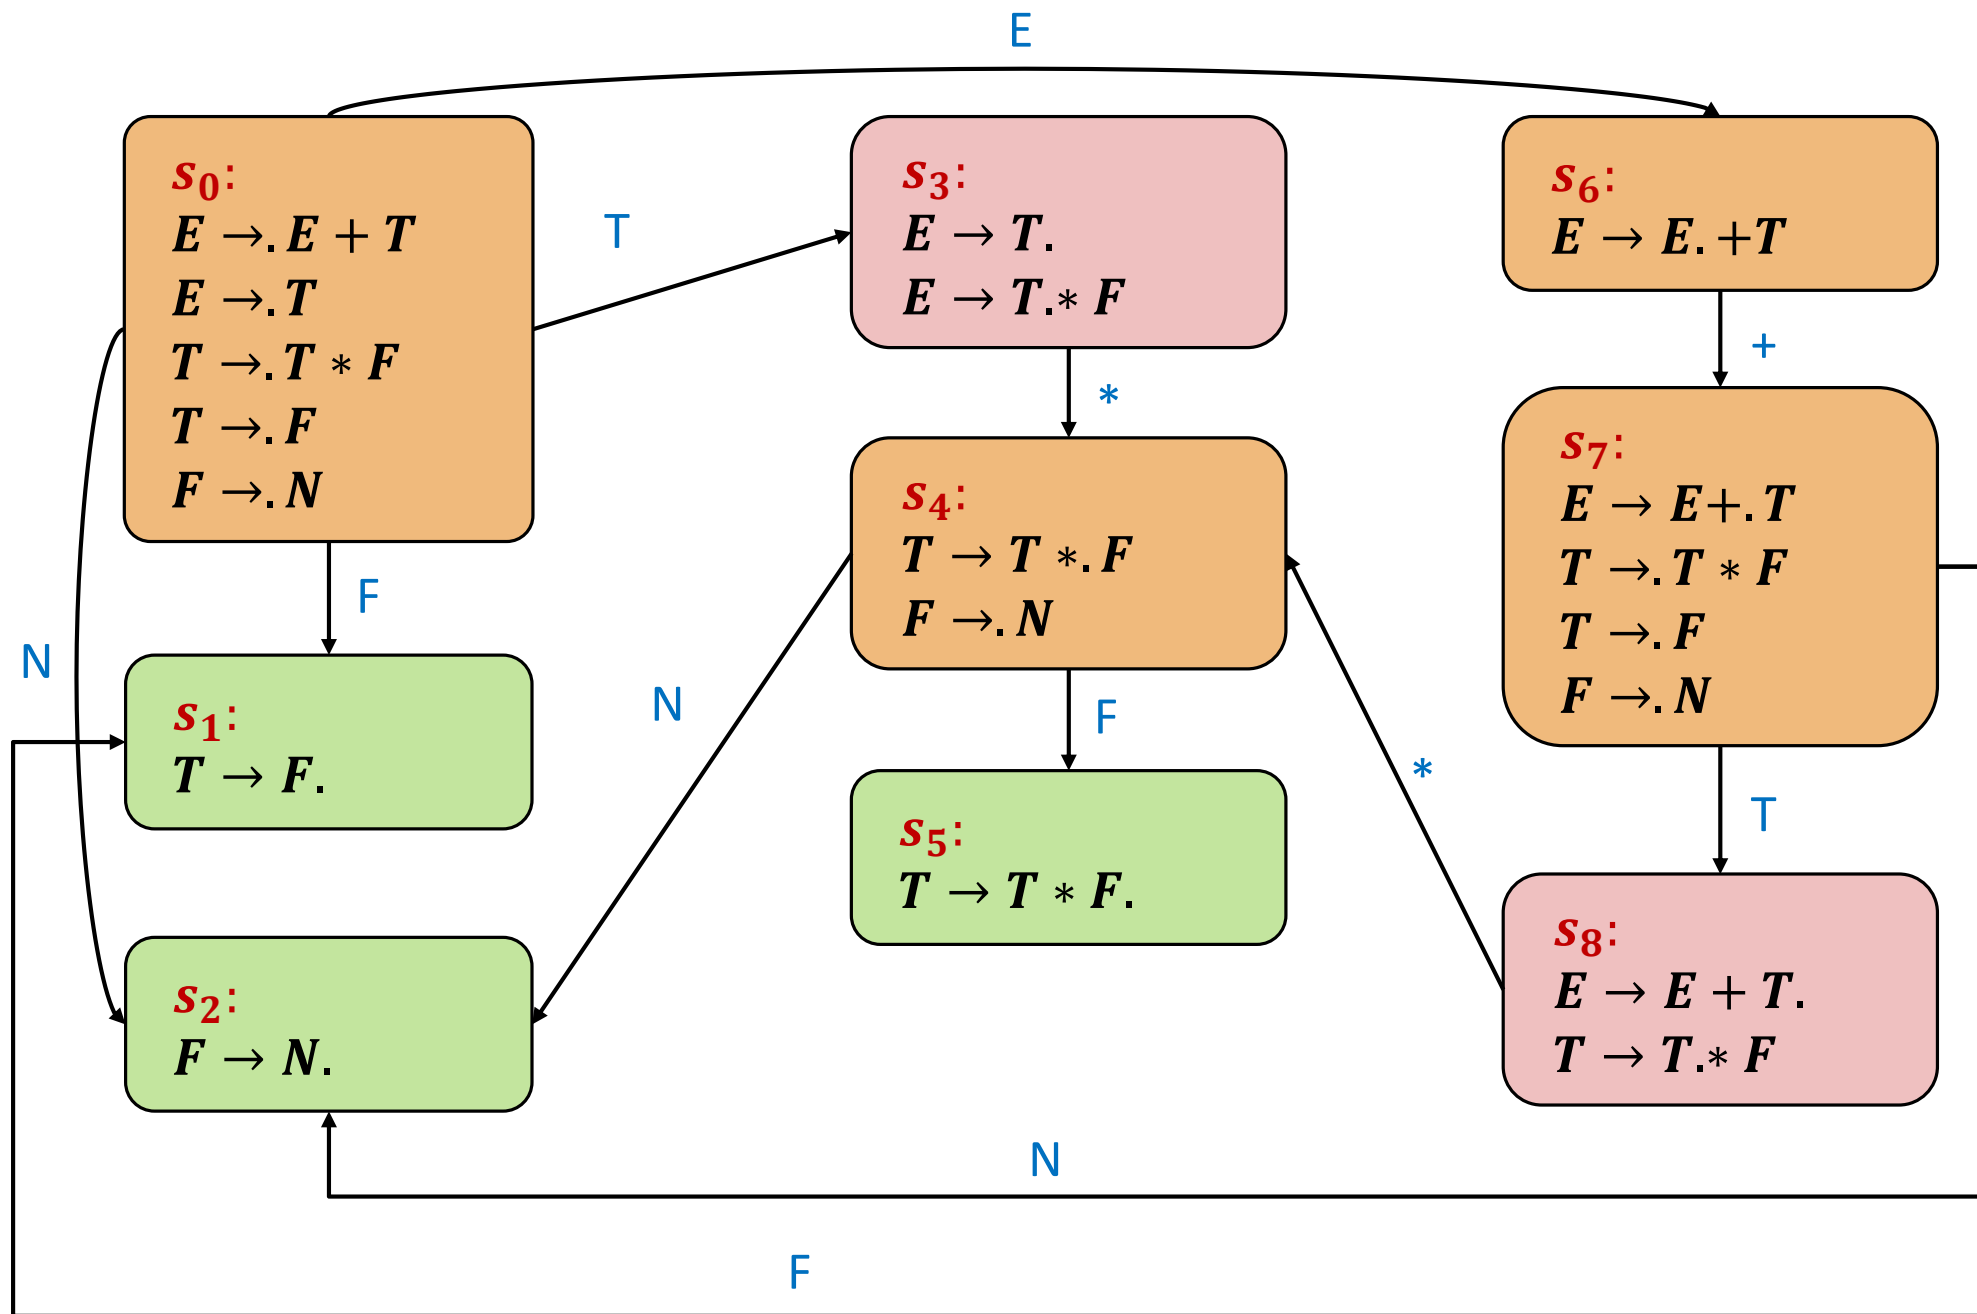 E
s₀:
E →. E + T
E →. T
T →. T * F
T →. F
F →. N
T
s₃:
E → T.
E → T.* F
s₆:
E → E. +T
+
*
s₄:
T → T *. F
F →. N
s₇:
E → E+. T
T →. T * F
T →. F
F →. N
F
N
s₁:
T → F.
N
F
*
T
s₅:
T → T * F.
s₂:
F → N.
s₈:
E → E + T.
T → T.* F
N
F